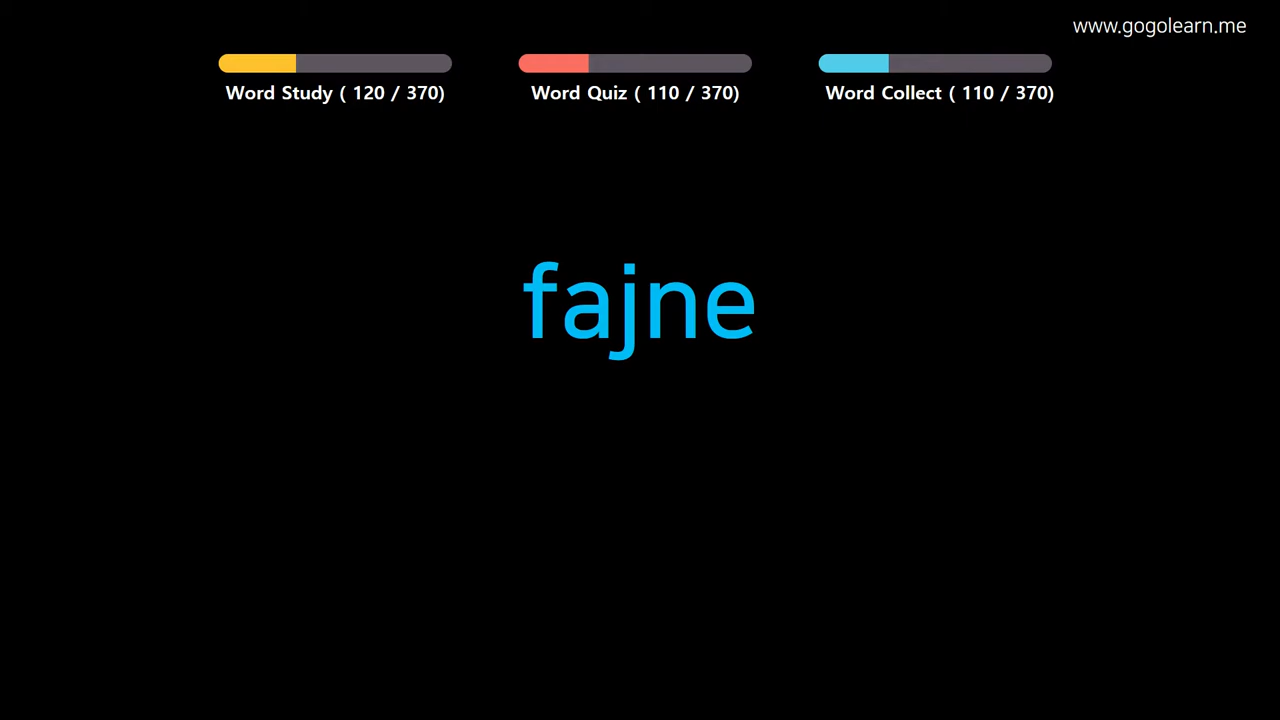 www.gogolearn.me
Word Study ( 120 / 370)
Word Quiz ( 110 / 370)
Word Collect ( 110 / 370)
fajne